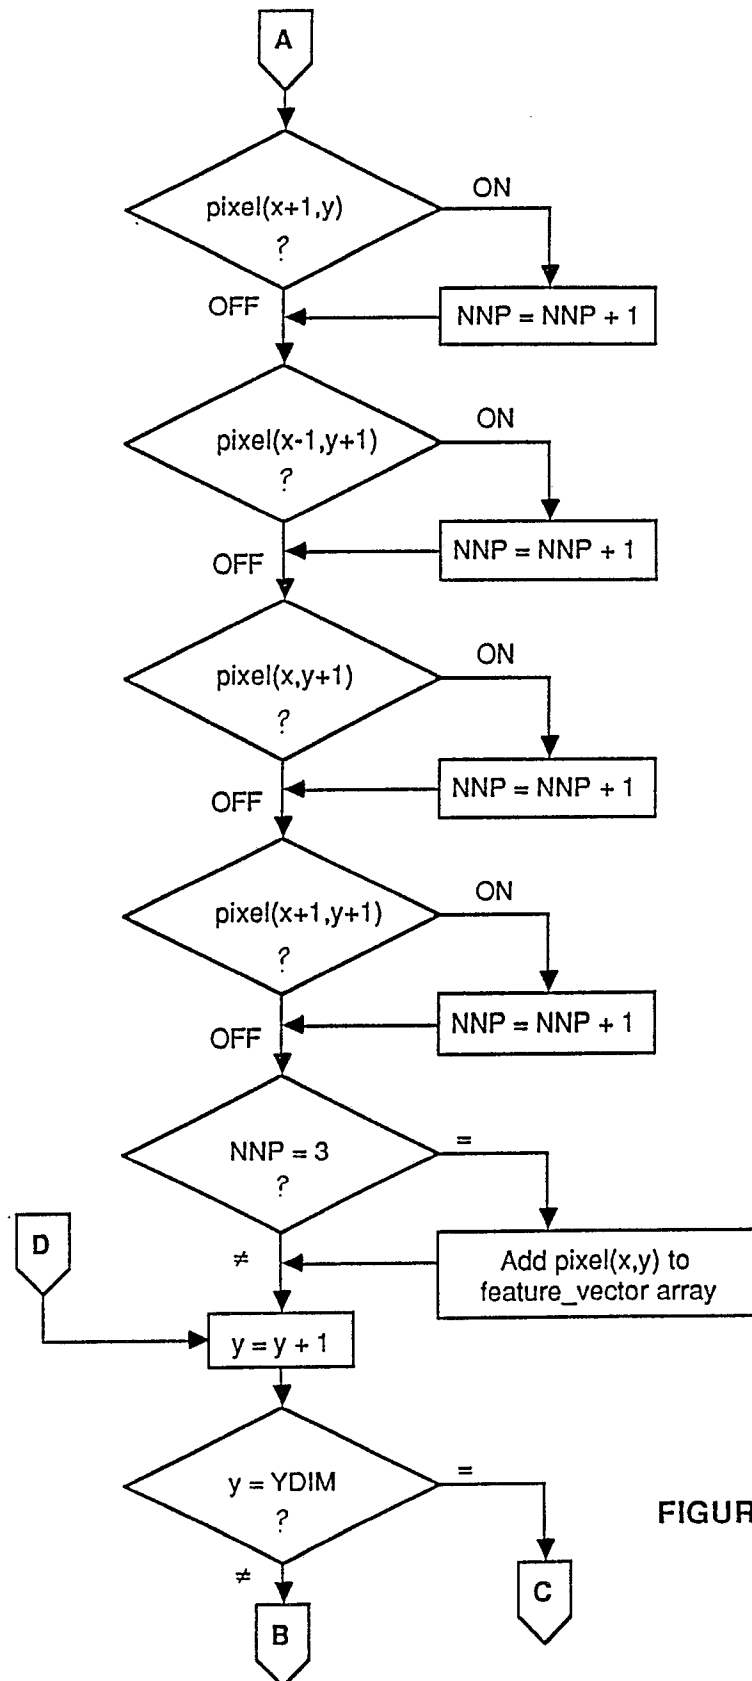 A
pixel(x+1,y)
?
ON
OFF
NNP = NNP + 1
pixel(x-1,y+1)
?
ON
OFF
NNP = NNP + 1
pixel(x,y+1)
?
ON
OFF
NNP = NNP + 1
pixel(x+1,y+1)
?
ON
OFF
NNP = NNP + 1
NNP = 3
?
=
≠
Add pixel(x,y) to
feature_vector array
D
y = y + 1
y = YDIM
?
=
≠
FIGUR
C
B